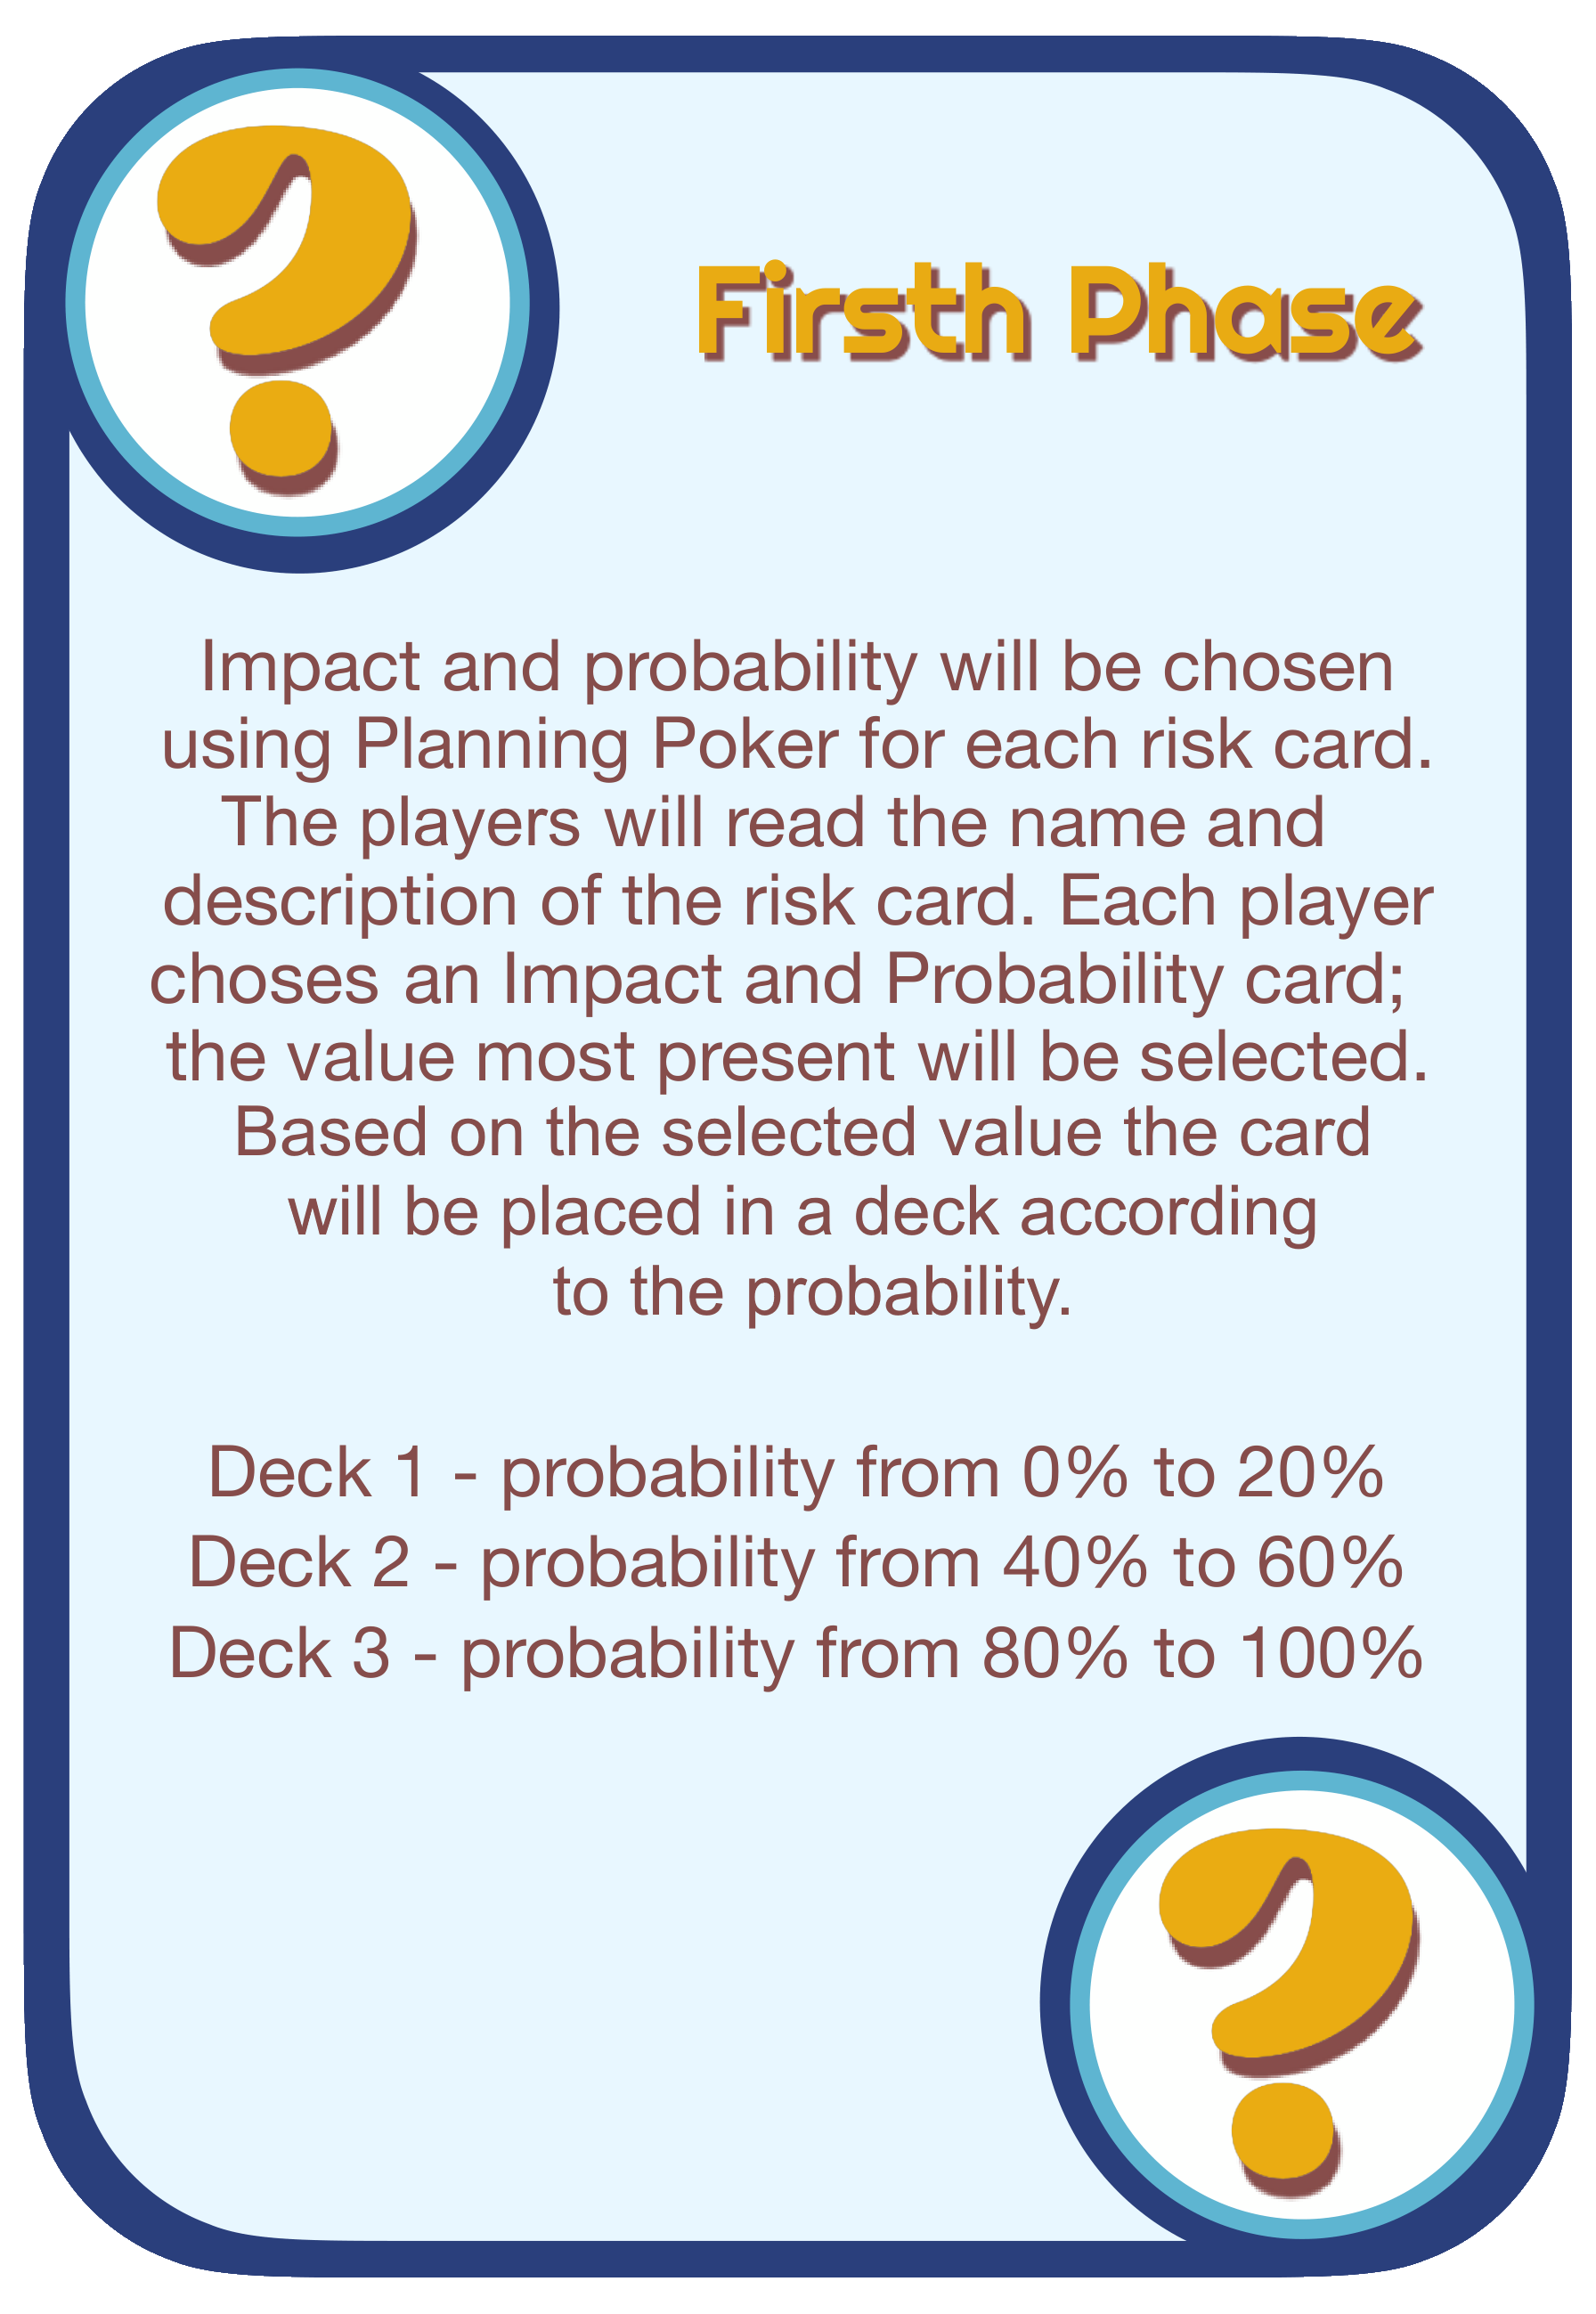 Firsth Phase
Impact and probability will be chosen
using Planning Poker for each risk card.
The players will read the name and
description of the risk card. Each player
choses an Impact and Probability card;
the value most present will be selected.
Based on the selected value the card
will be placed in a deck according
to the probability.
Deck 1 - probability from 0% to 20%
Deck 2 - probability from 40% to 60%
Deck 3 - probability from 80% to 100%